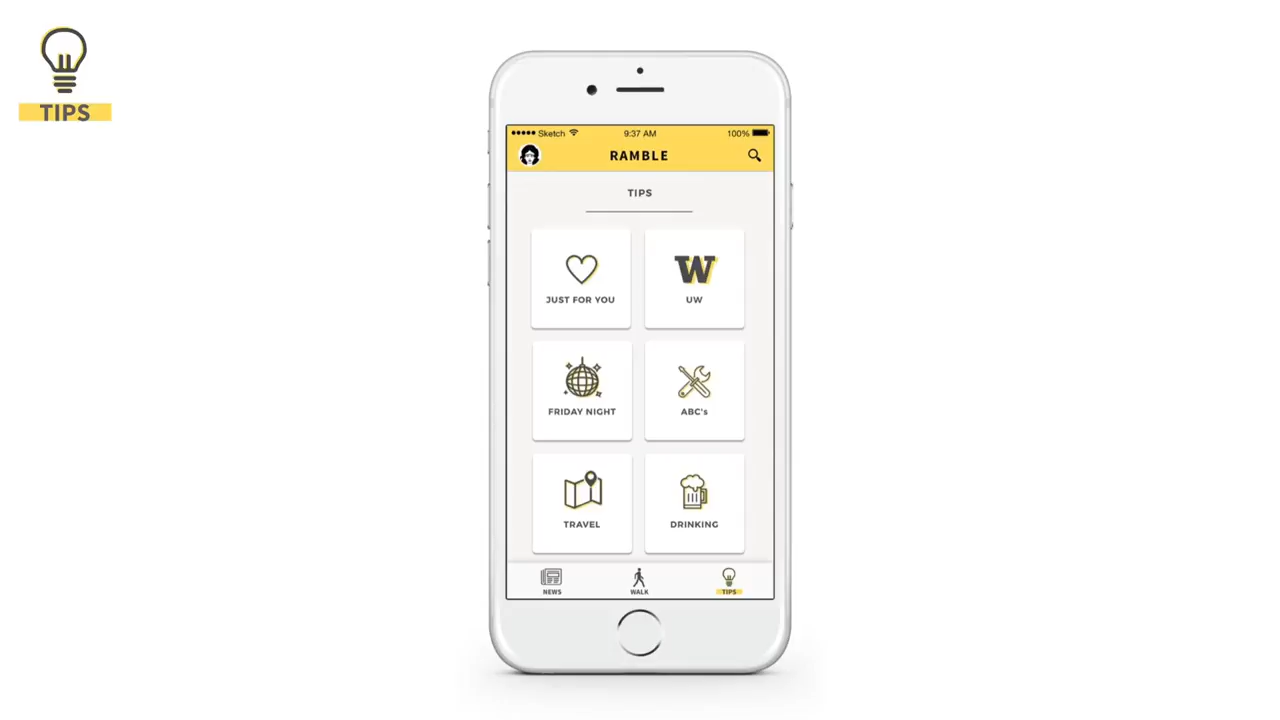 TIPS
Sketch 9:37 AM 100%
RAMBLE
TIPS
JUST FOR YOU
UW
FRIDAY NIGHT
ABC's
TRAVEL
DRINKING
NEWS
WALK
TIPS